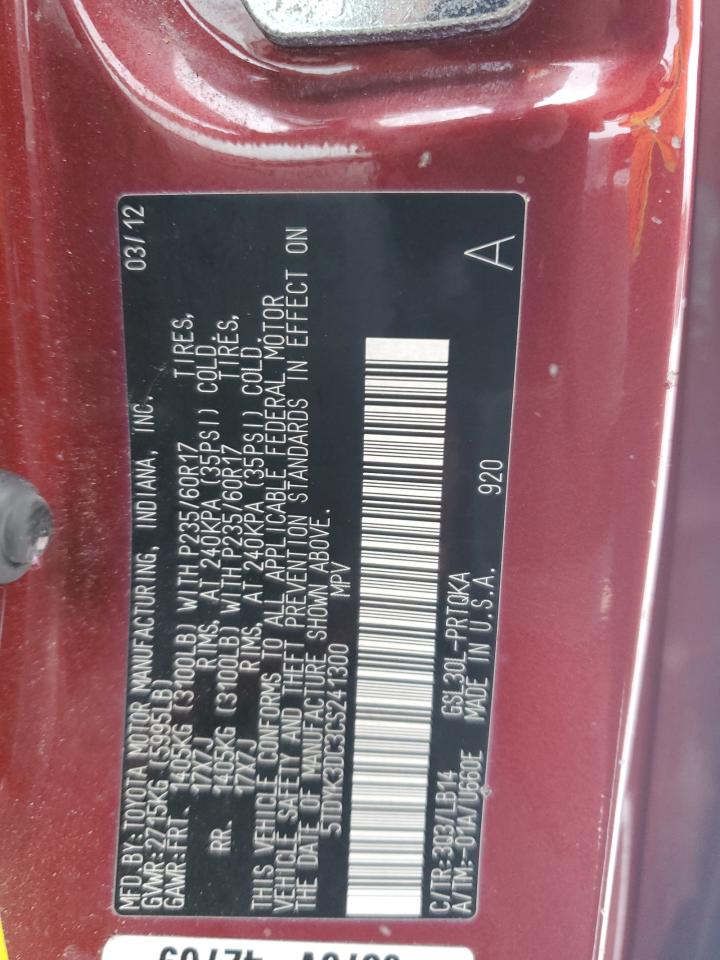 MFD.BY: TOYOTA MOTOR MANUFACTURING, INDIANA, INC. 03/12
GVWR: 2715KG (5995LB)
GAWR: FRT. 1405KG (3100LB) WITH P235/60R17 TIRES,
17X7J RIMS, AT 240KPA (35PSI) COLD.
RR. 1405KG (3100LB) WITH P235/60R17 TIRES,
17X7J RIMS, AT 240KPA (35PSI) COLD.
THIS VEHICLE CONFORMS TO ALL APPLICABLE FEDERAL MOTOR
VEHICLE SAFETY AND THEFT PREVENTION STANDARDS IN EFFECT ON
THE DATE OF MANUFACTURE SHOWN ABOVE.
5TDYK3DC3CS241300 MPV
C/TR: 3Q3/LB14 GSL30L-PRTQKA 920 A
A/TM: -01A/U660E MADE IN U.S.A.